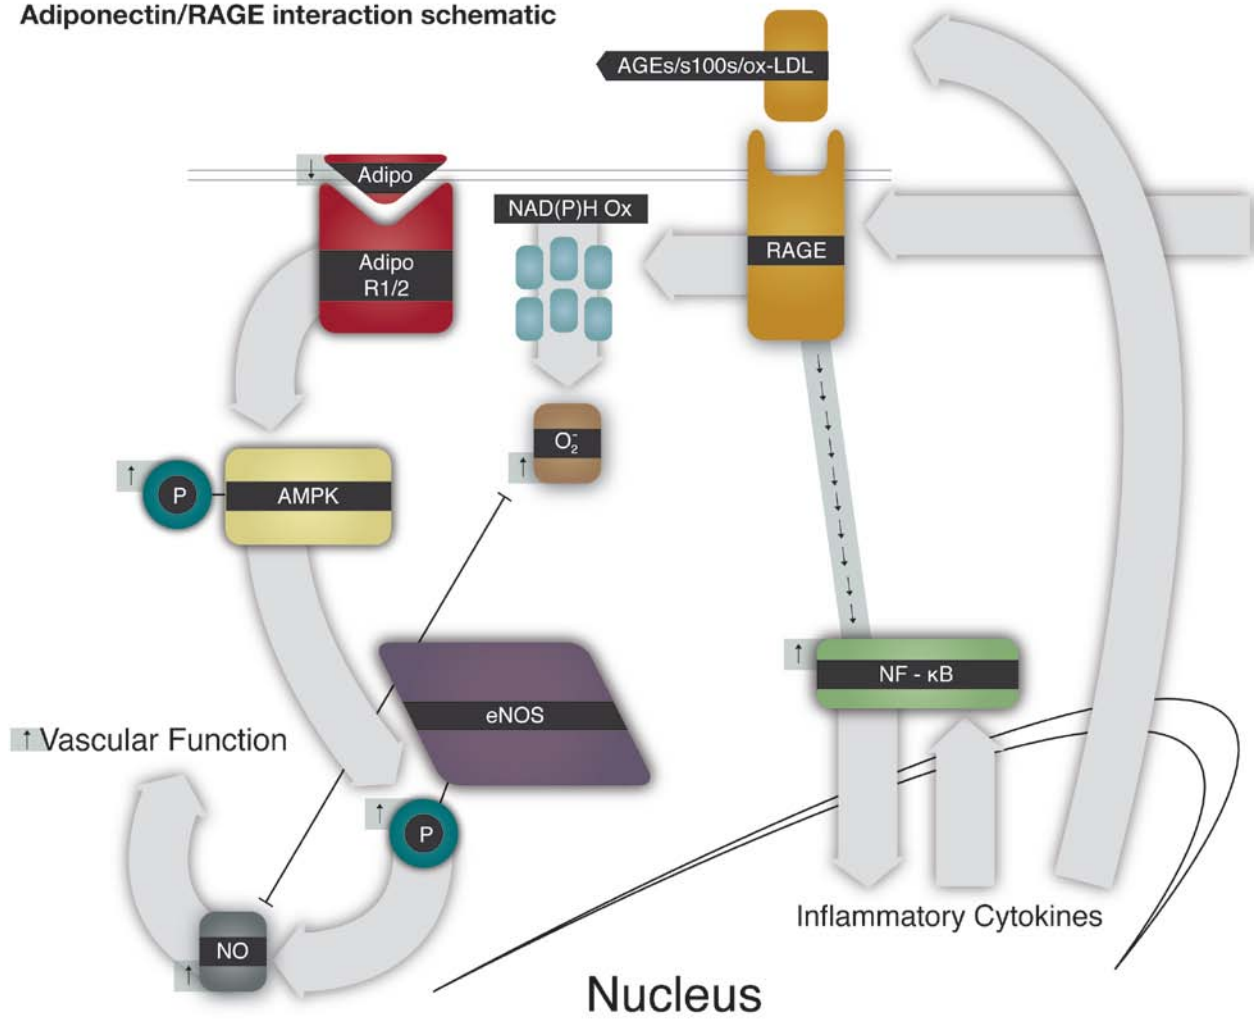 Adiponectin/RAGE interaction schematic
AGEs/s100s/ox-LDL
↓
Adipo
NAD(P)H Ox
Adipo
R1/2
RAGE
↓
↓
↓
↓
↓
↓
↓
↓
↓
↓
O₂⁻
↑
↑
P
AMPK
↑
NF - κB
eNOS
↑Vascular Function
↑
P
Inflammatory Cytokines
NO
↑
Nucleus